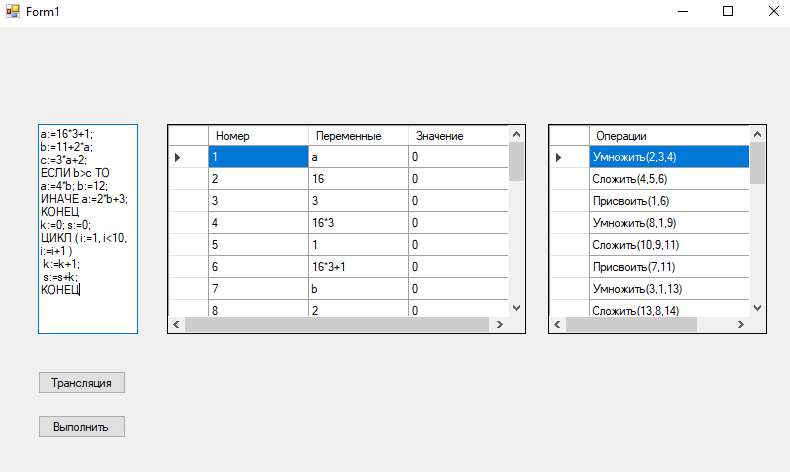 Form1
a:=16*3+1;
b:=11+2*a;
c:=3*a+2;
ЕСЛИ b>c ТО
a:=4*b; b:=12;
ИНАЧЕ a:=2*b+3;
КОНЕЦ
k:=0; s:=0;
ЦИКЛ ( i:=1, i<10,
i:=i+1 )
k:=k+1;
s:=s+k;
КОНЕЦ
Номер Переменные Значение
1 a 0
2 16 0
3 3 0
4 16*3 0
5 1 0
6 16*3+1 0
7 b 0
8 2 0
Операции
Умножить(2,3,4)
Сложить(4,5,6)
Присвоить(1,6)
Умножить(8,1,9)
Сложить(10,9,11)
Присвоить(7,11)
Умножить(3,1,13)
Сложить(13,8,14)
Трансляция
Выполнить